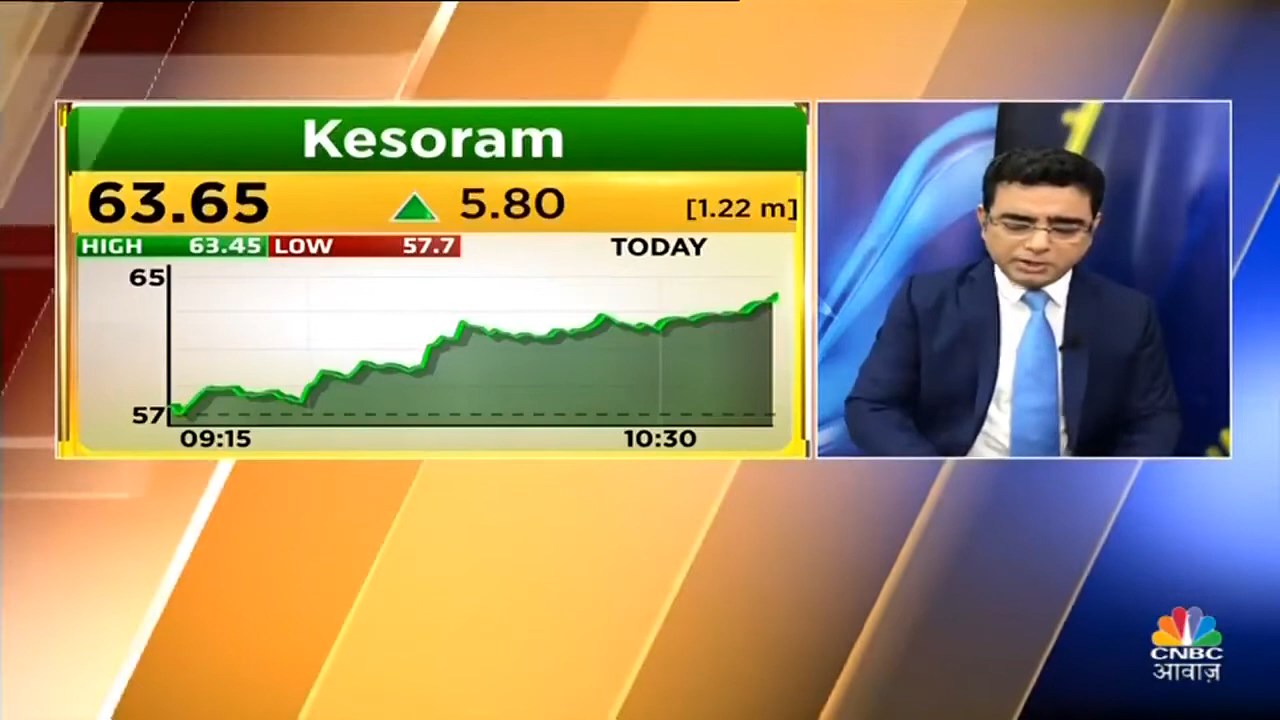 Kesoram
63.65 5.80 [1.22 m]
HIGH 63.45 LOW 57.7 TODAY
65
57
09:15 10:30
CNBC
आवाज़